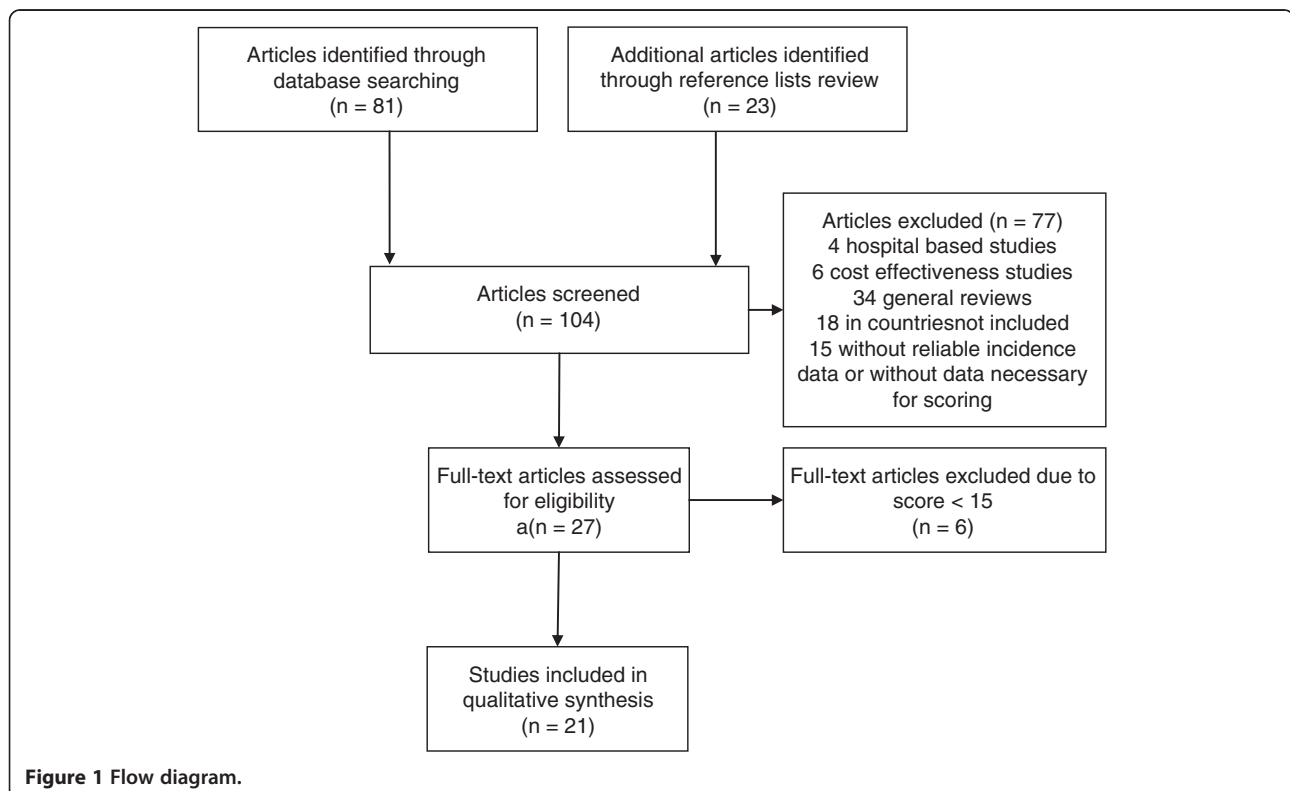 Articles identified through
database searching
(n = 81)
Additional articles identified
through reference lists review
(n = 23)
Articles excluded (n = 77)
4 hospital based studies
6 cost effectiveness studies
34 general reviews
18 in countriesnot included
15 without reliable incidence
data or without data necessary
for scoring
Articles screened
(n = 104)
Full-text articles assessed
for eligibility
a(n = 27)
Full-text articles excluded due to
score < 15
(n = 6)
Studies included in
qualitative synthesis
(n = 21)
Figure 1 Flow diagram.